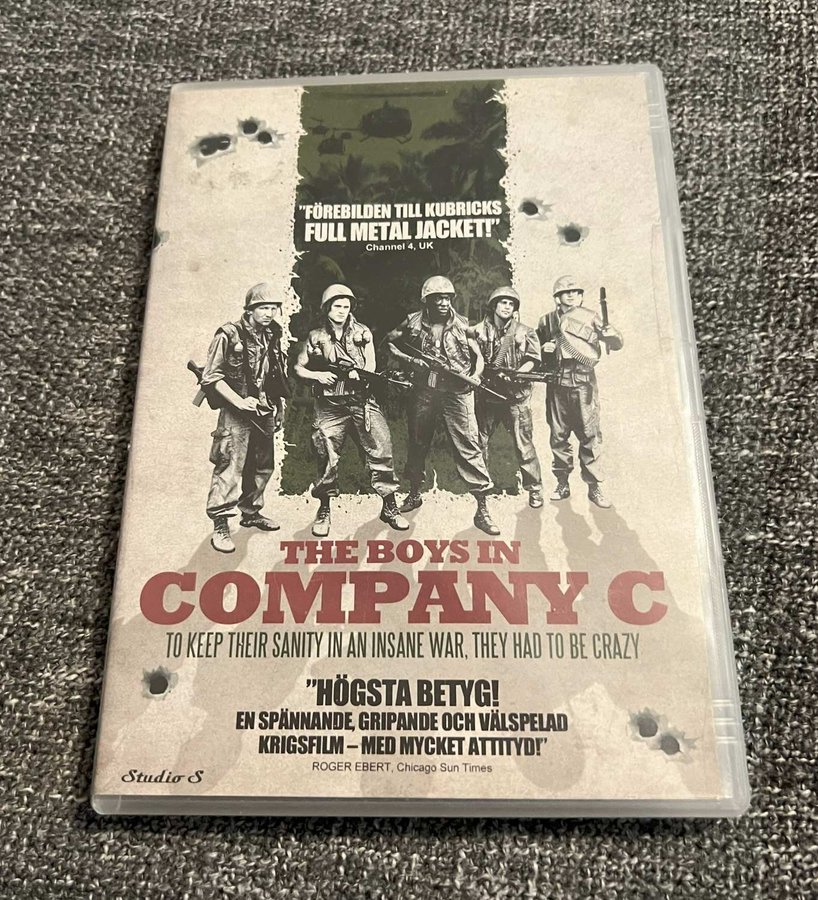 "FÖREBILDEN TILL KUBRICKS
FULL METAL JACKET!"
Channel 4, UK
THE BOYS IN
COMPANY C
TO KEEP THEIR SANITY IN AN INSANE WAR, THEY HAD TO BE CRAZY
"HÖGSTA BETYG!
EN SPÄNNANDE, GRIPANDE OCH VÄLSPELAD
KRIGSFILM – MED MYCKET ATTITYD!"
ROGER EBERT, Chicago Sun Times
Studio S